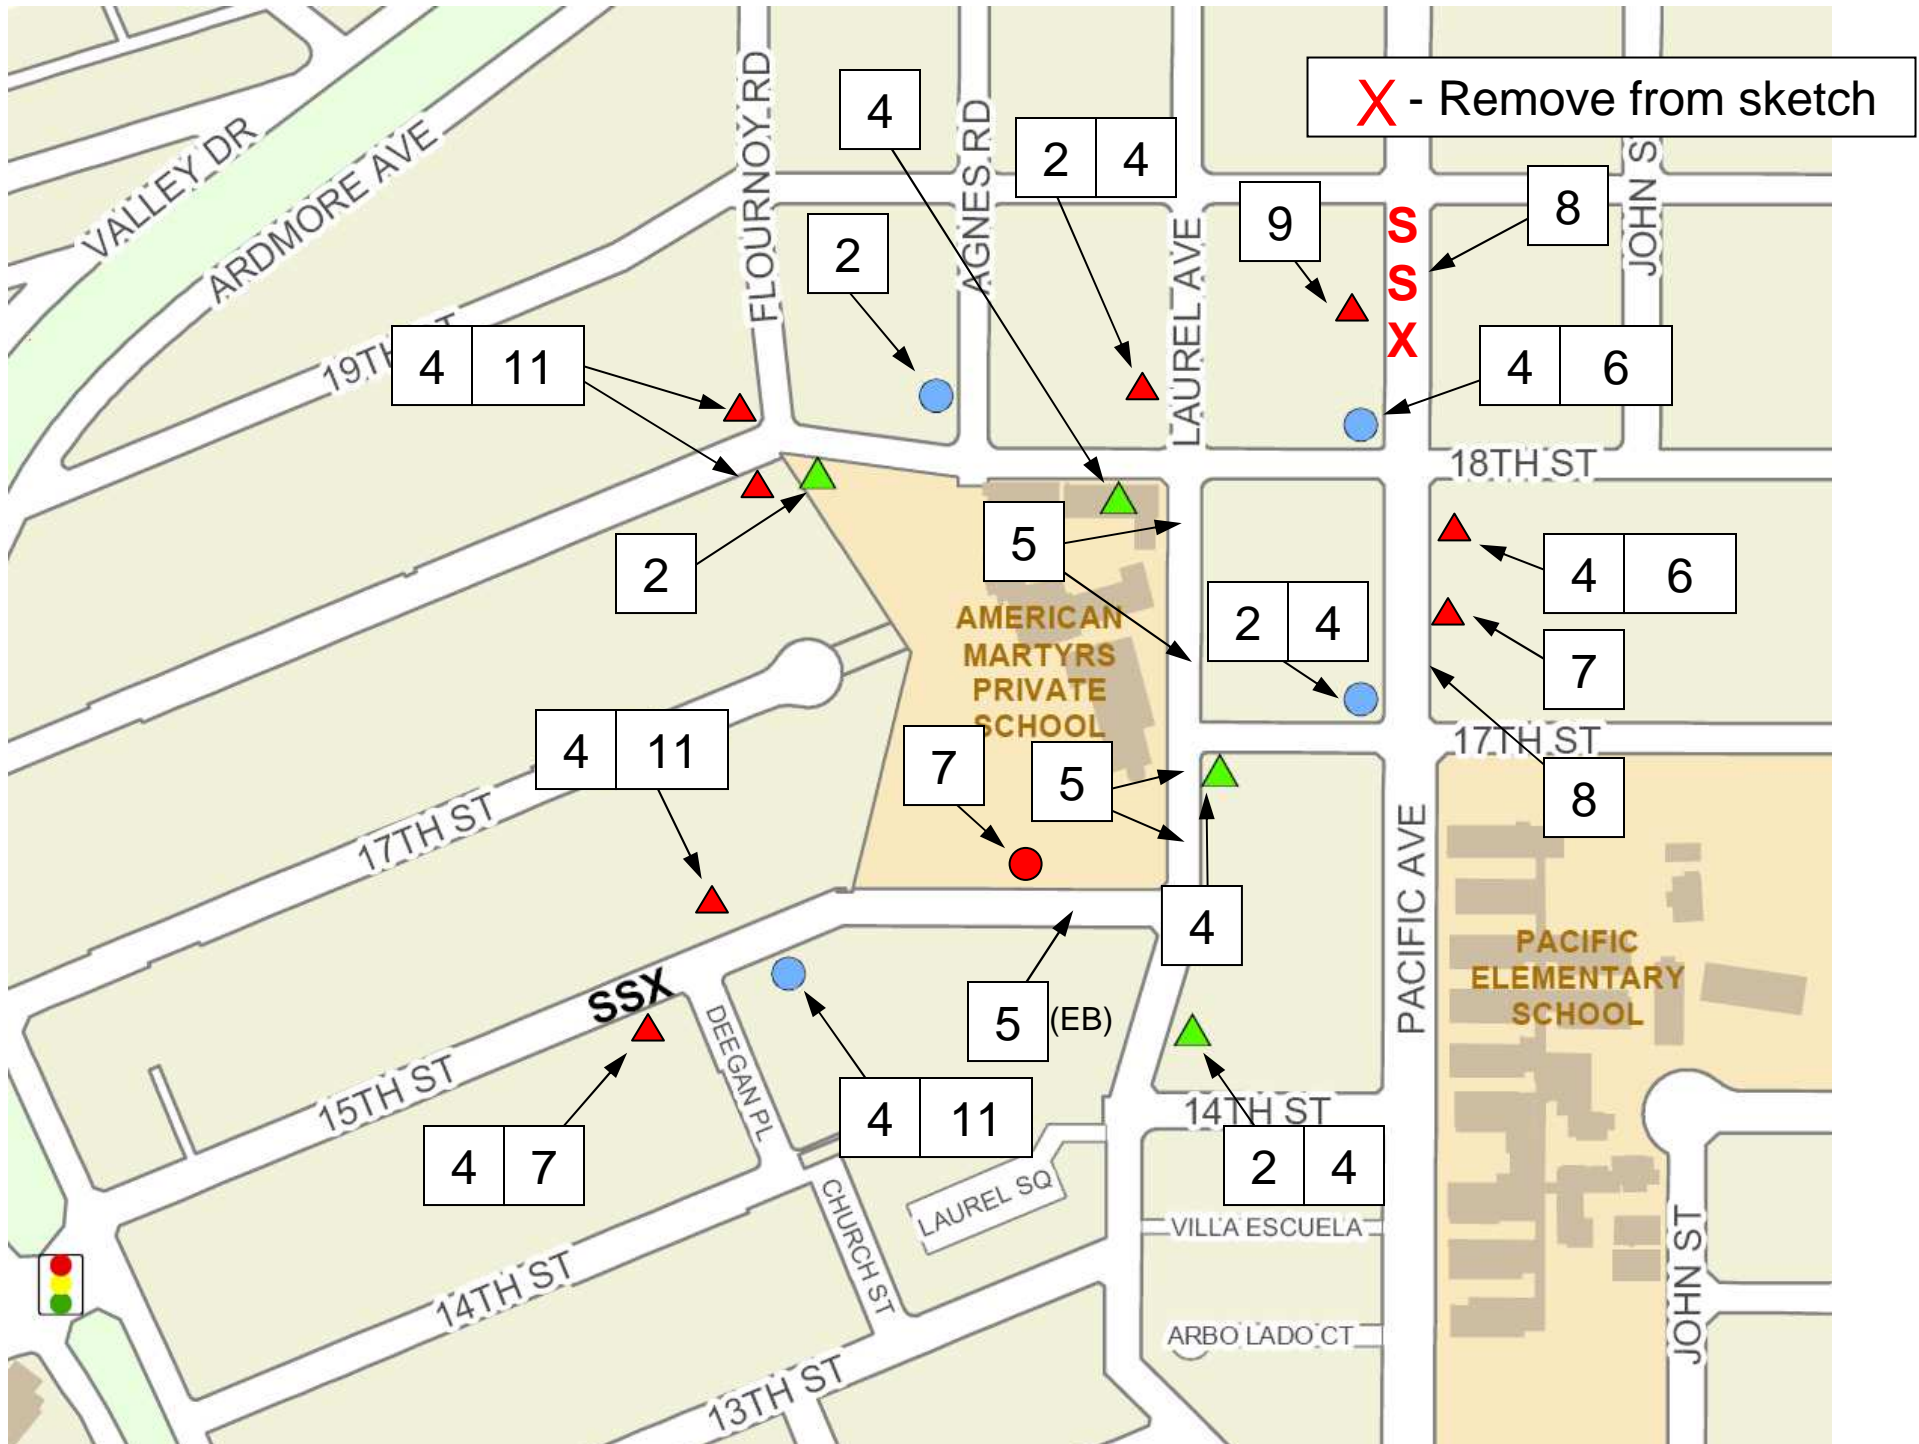 X - Remove from sketch
VALLEY DR
ARDMORE AVE
FLOURNOY RD
AGNES RD
LAUREL AVE
JOHN S
4
2 4
8
9
S
S
X
2
19TH ST
4 11
4 6
18TH ST
2
5
4 6
AMERICAN
MARTYRS
PRIVATE
SCHOOL
2 4
7
17TH ST
4 11
7
5
8
17TH ST
PACIFIC AVE
4
PACIFIC
ELEMENTARY
SCHOOL
SSX
5 (EB)
DEEGAN PL
15TH ST
4 11
14TH ST
4 7
2 4
LAUREL SQ
CHURCH ST
VILLA ESCUELA
JOHN ST
14TH ST
ARBOLADO CT
13TH ST